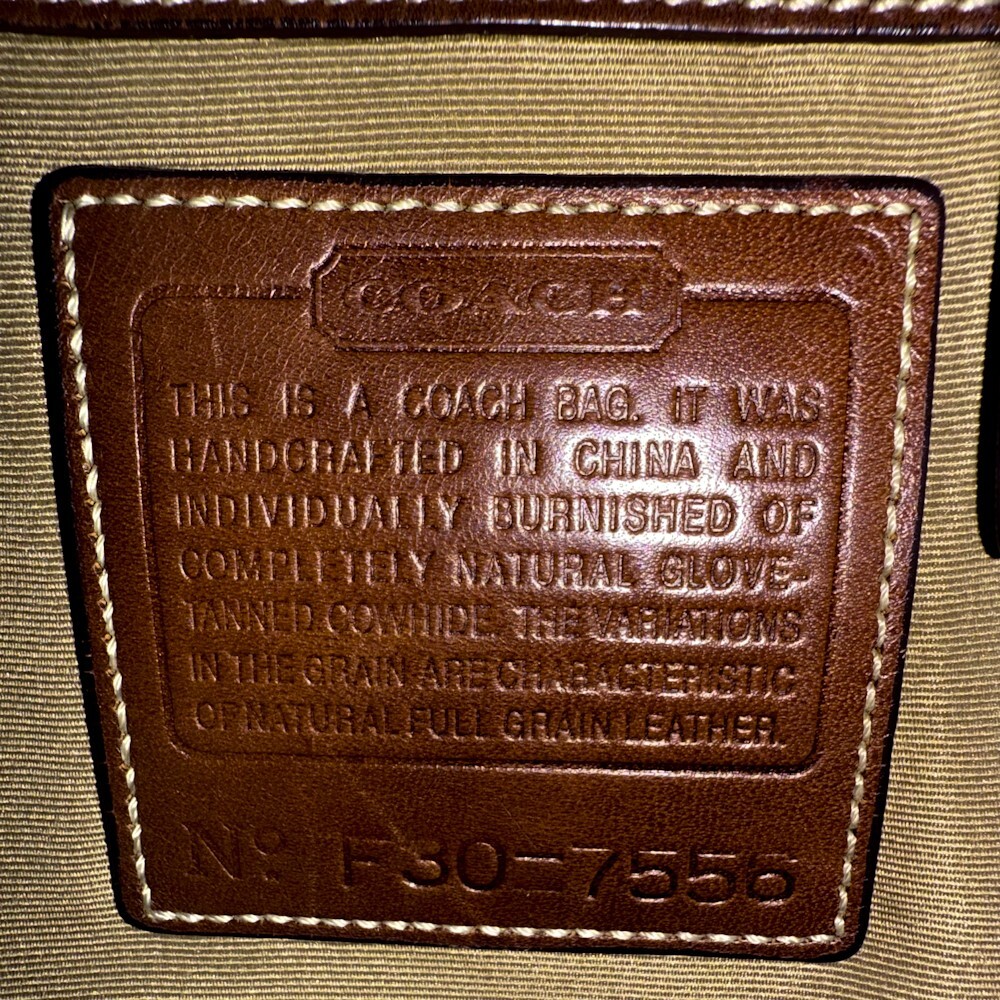 COACH
THIS IS A COACH BAG. IT WAS
HANDCRAFTED IN CHINA AND
INDIVIDUALLY BURNISHED OF
COMPLETELY NATURAL GLOVE-
TANNED COWHIDE. THE VARIATIONS
IN THE GRAIN ARE CHARACTERISTIC
OF NATURAL FULL GRAIN LEATHER.
Nº F30-7556